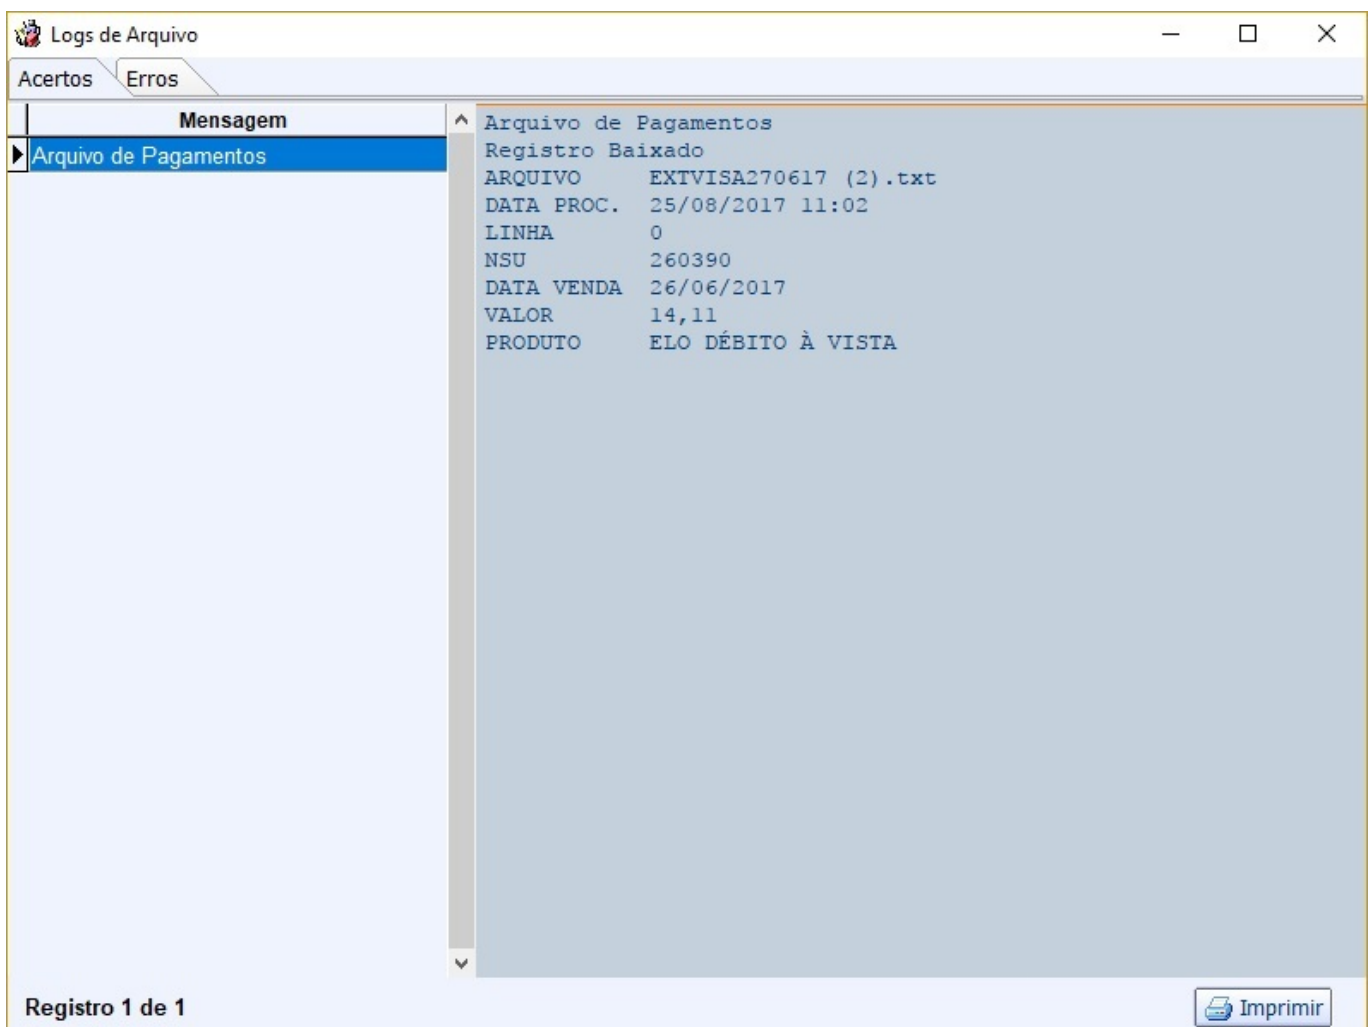 Logs de Arquivo
Acertos Erros
Mensagem
Arquivo de Pagamentos
Arquivo de Pagamentos
Registro Baixado
ARQUIVO EXTVISA270617 (2).txt
DATA PROC. 25/08/2017 11:02
LINHA 0
NSU 260390
DATA VENDA 26/06/2017
VALOR 14,11
PRODUTO ELO DÉBITO À VISTA
Registro 1 de 1
Imprimir